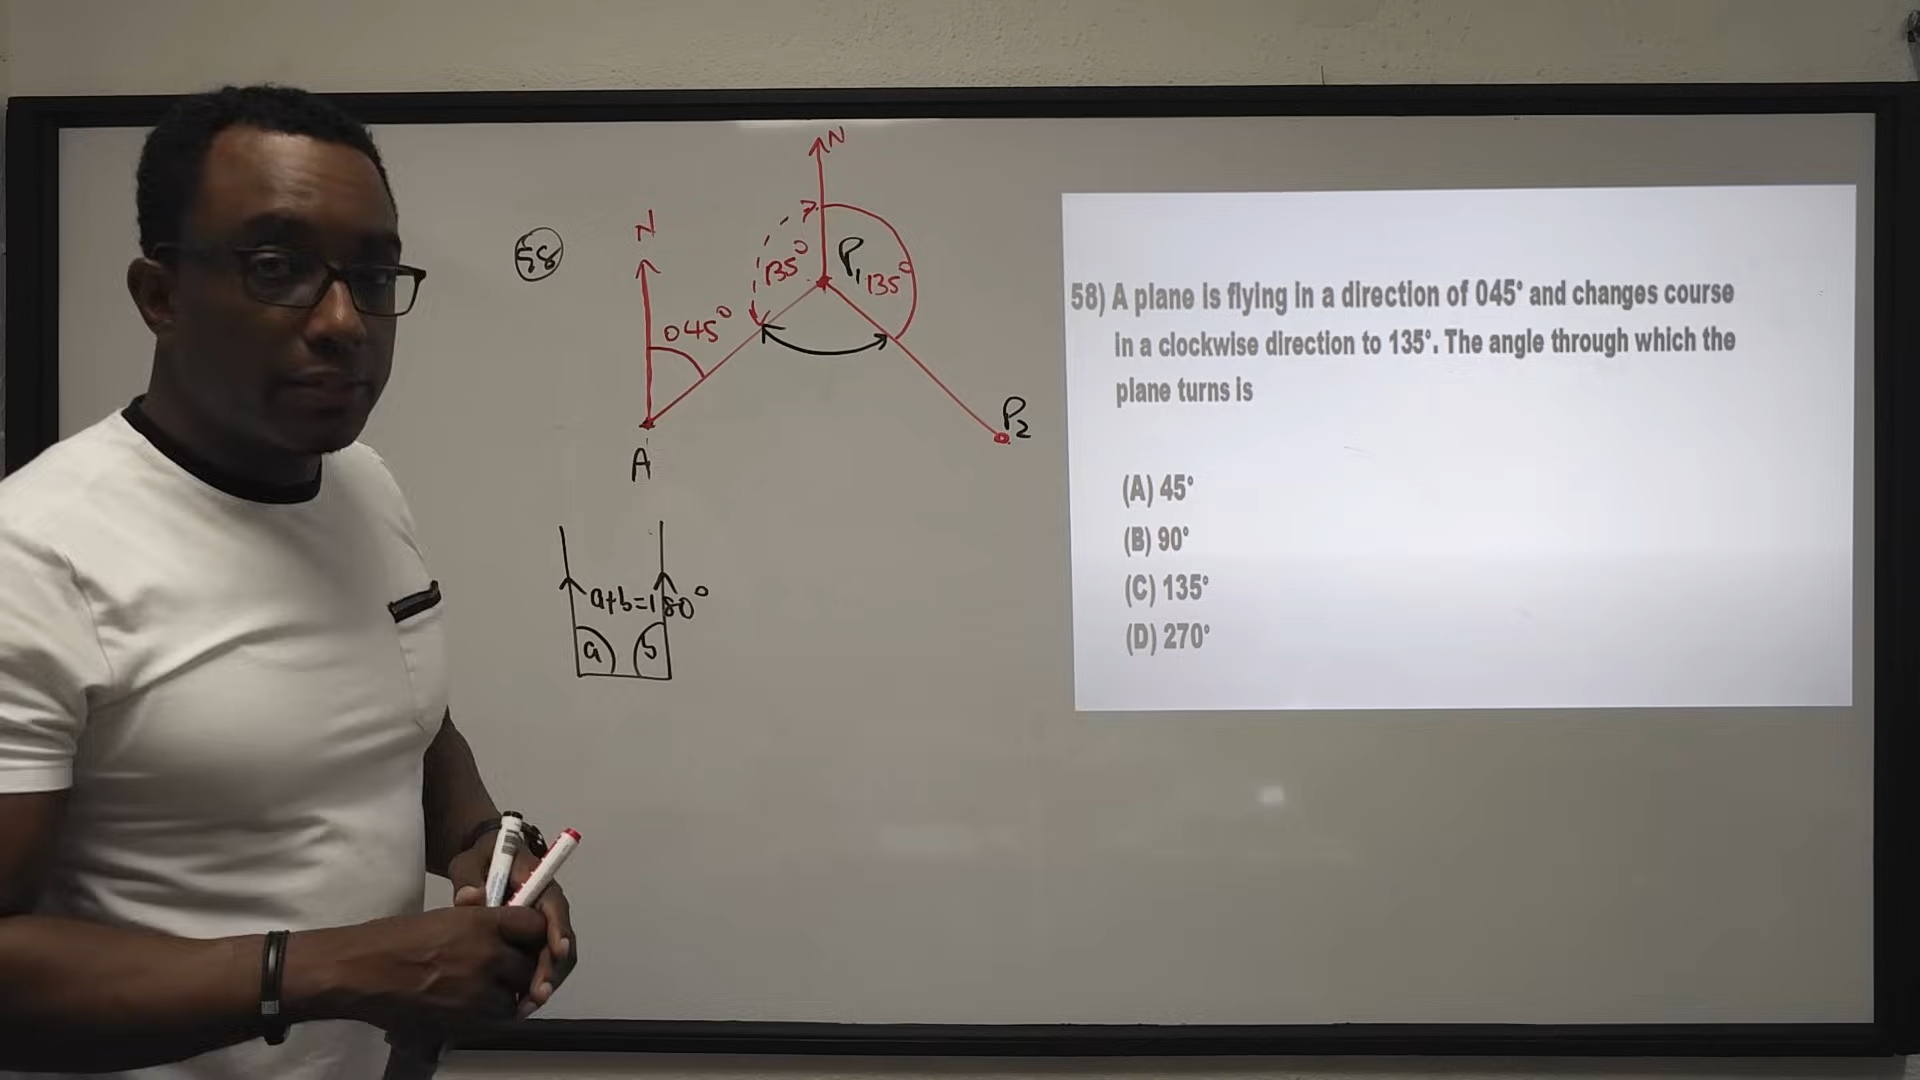 58
N
N
045°
135°
P₁
135°
P₂
A
a+b=180°
a
b
58) A plane is flying in a direction of 045° and changes course
in a clockwise direction to 135°. The angle through which the
plane turns is
(A) 45°
(B) 90°
(C) 135°
(D) 270°